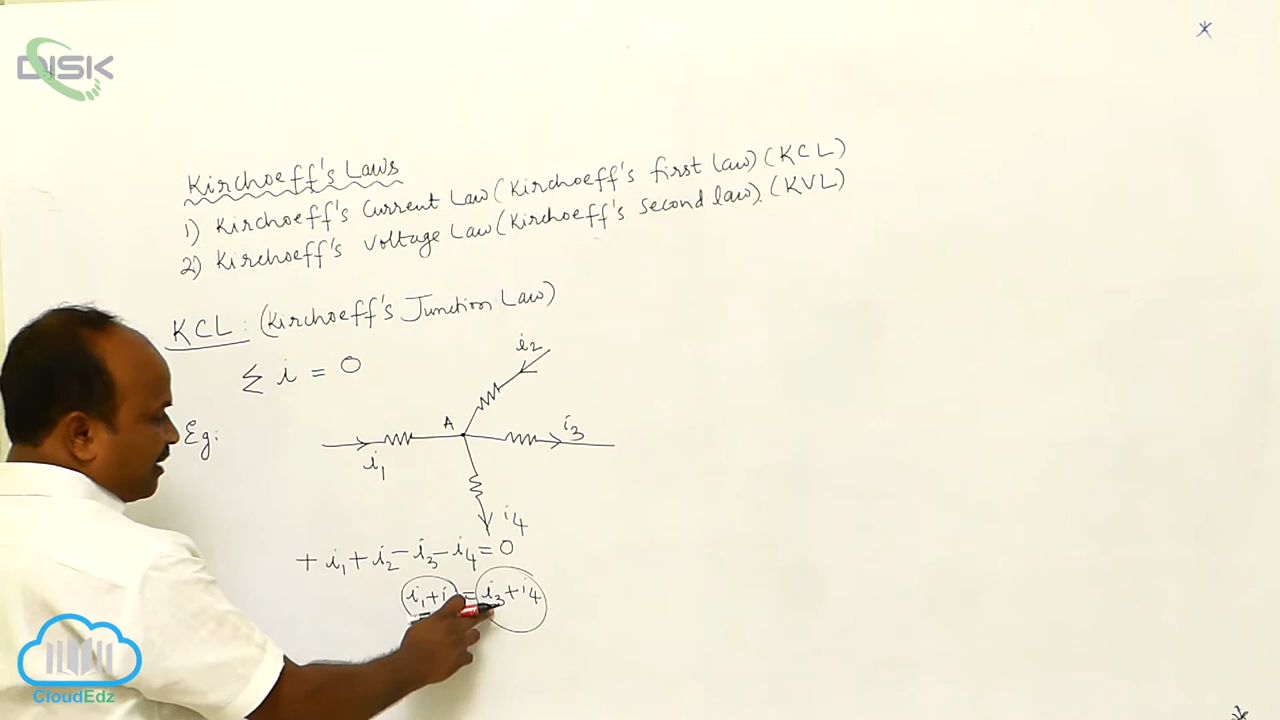 DISK
Kirchoeff's Laws
1) Kirchoeff's Current Law (Kirchoeff's first law) (KCL)
2) Kirchoeff's Voltage Law (Kirchoeff's Second law). (KVL)
KCL: (Kirchoeff's Junction Law)
Σ i = 0
Eg:
i2
A
i3
i1
i4
+ i1 + i2 - i3 - i4 = 0
i1 + i = i3 + i4
CloudEdz